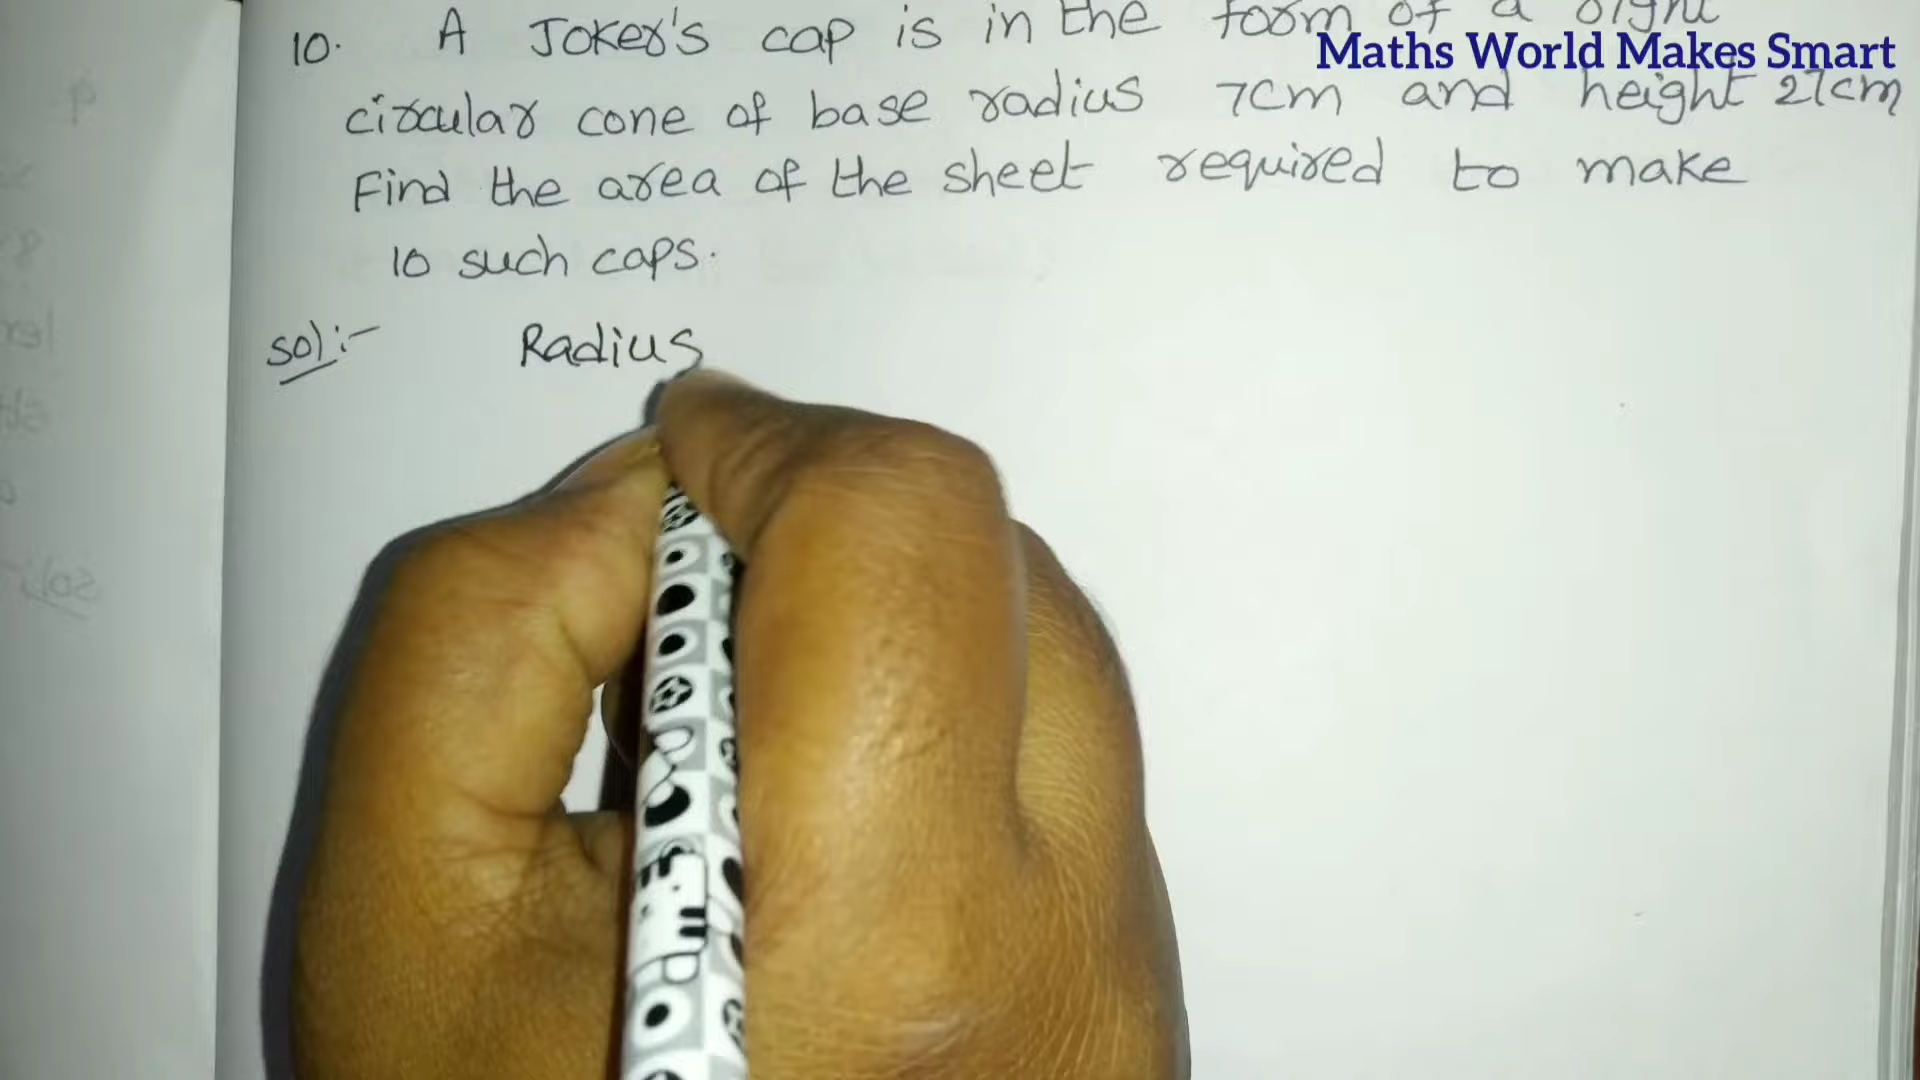 10. A Joker's cap is in the form of a right
Maths World Makes Smart
circular cone of base radius 7cm and height 27cm
Find the area of the sheet required to make
10 such caps.
Sol:- Radius